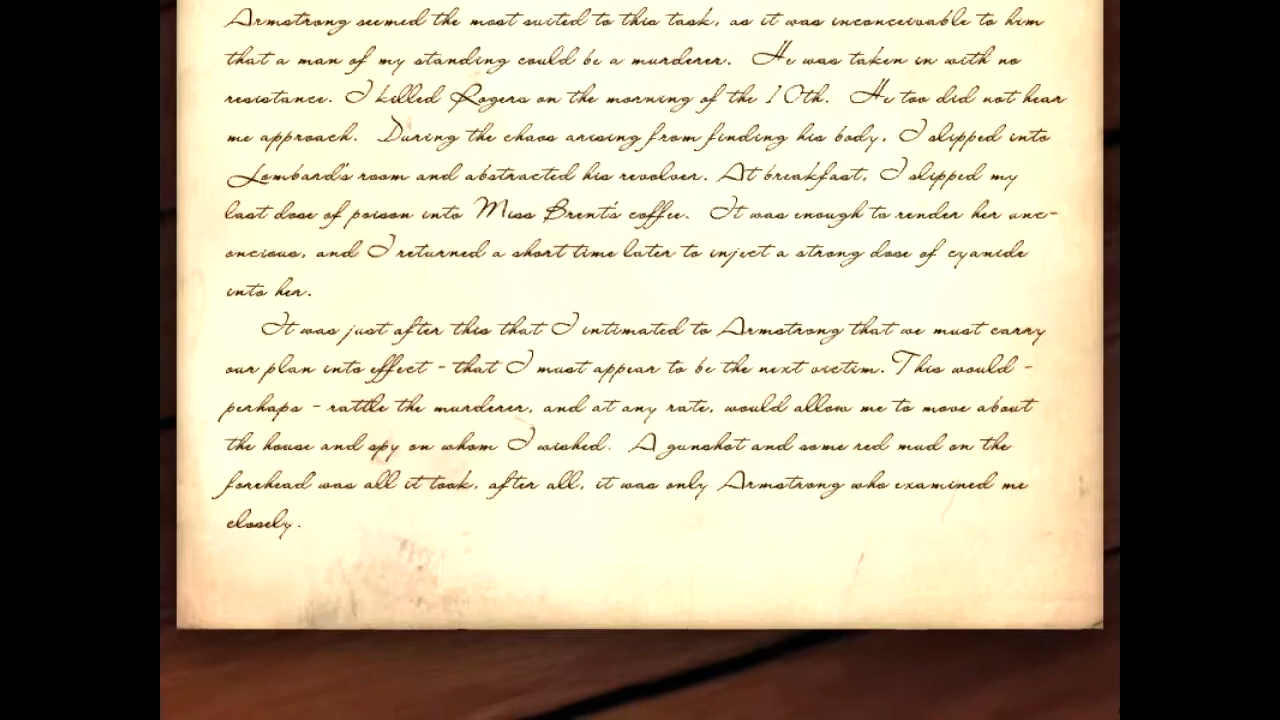 Armstrong seemed the most suited to this task, as it was inconceivable to him
that a man of my standing could be a murderer. He was taken in with no
resistance. I killed Rogers on the morning of the 10th. He too did not hear
me approach. During the chaos arising from finding his body, I slipped into
Lombard's room and abstracted his revolver. At breakfast, I slipped my
last dose of poison into Miss Brent's coffee. It was enough to render her unc-
oncious, and I returned a short time later to inject a strong dose of cyanide
into her.
It was just after this that I intimated to Armstrong that we must carry
our plan into effect - that I must appear to be the next victim. This would -
perhaps - rattle the murderer, and at any rate, would allow me to move about
the house and spy on whom I wished. A gunshot and some red mud on the
forehead was all it took, after all, it was only Armstrong who examined me
closely.